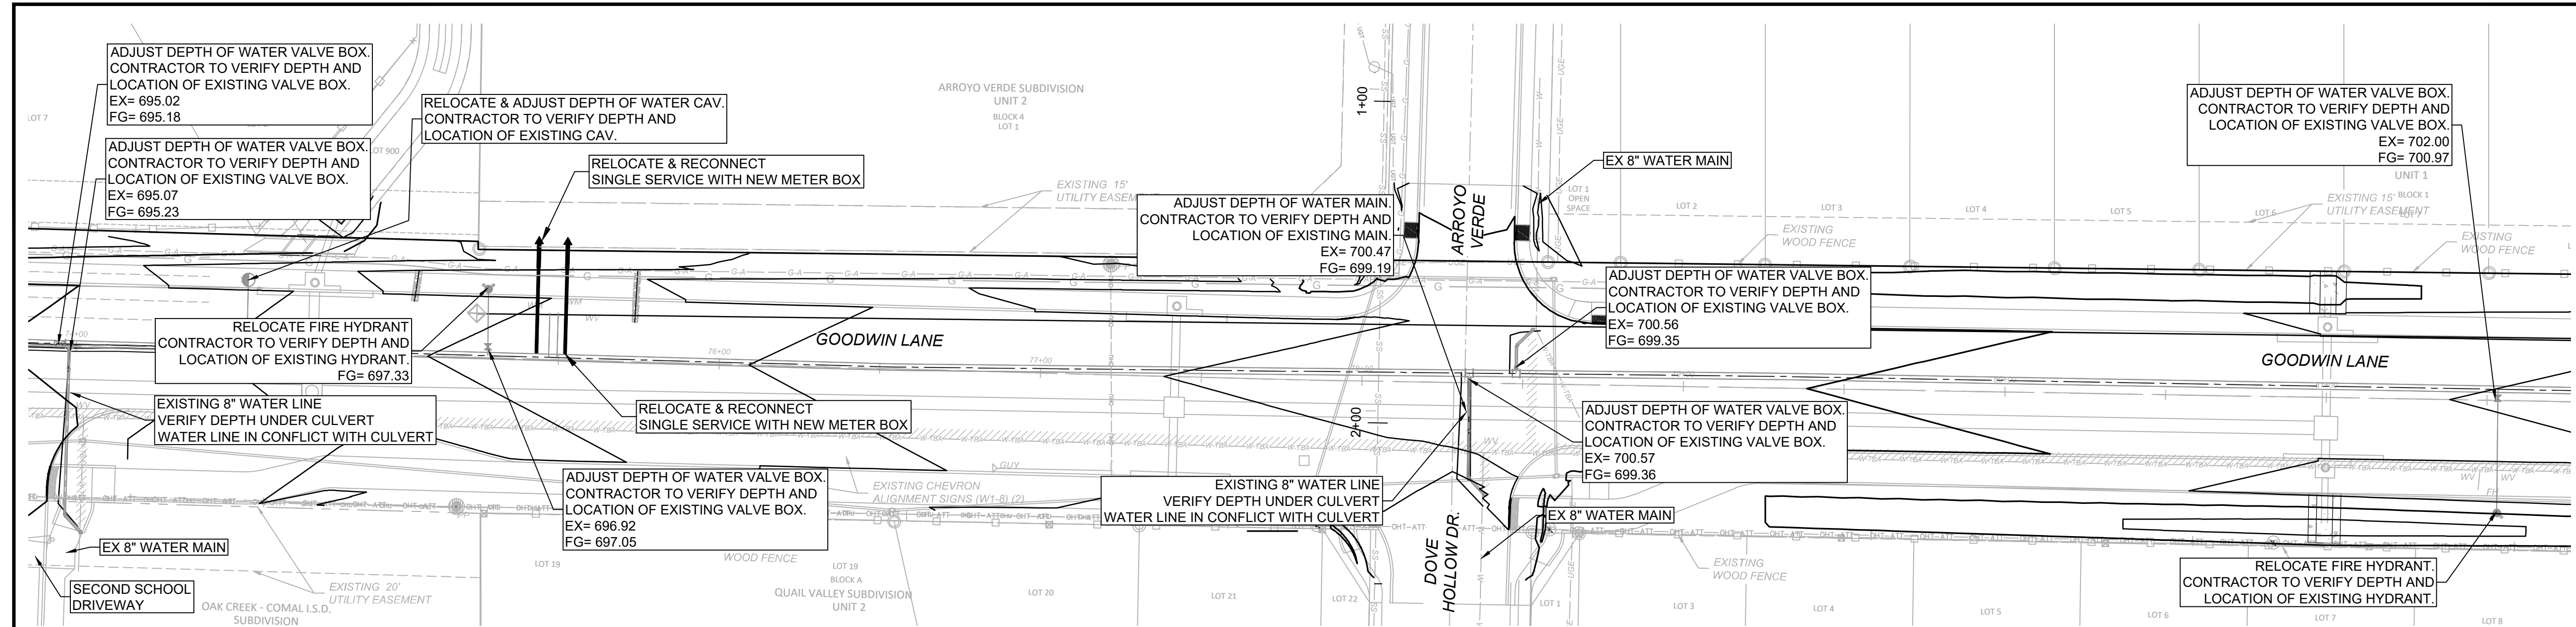 ADJUST DEPTH OF WATER VALVE BOX.
CONTRACTOR TO VERIFY DEPTH AND
LOCATION OF EXISTING VALVE BOX.
EX= 695.02
FG= 695.18
ADJUST DEPTH OF WATER VALVE BOX.
CONTRACTOR TO VERIFY DEPTH AND
LOCATION OF EXISTING VALVE BOX.
EX= 695.07
FG= 695.23
RELOCATE & ADJUST DEPTH OF WATER CAV.
CONTRACTOR TO VERIFY DEPTH AND
LOCATION OF EXISTING CAV.
RELOCATE & RECONNECT
SINGLE SERVICE WITH NEW METER BOX
ARROYO VERDE SUBDIVISION
UNIT 2
BLOCK 4
LOT 1
LOT 7
LOT 900
EXISTING 15'
UTILITY EASEM
ADJUST DEPTH OF WATER MAIN.
CONTRACTOR TO VERIFY DEPTH AND
LOCATION OF EXISTING MAIN.
EX= 700.47
FG= 699.19
1+00
ARROYO
VERDE
EX 8" WATER MAIN
LOT 1
OPEN
SPACE
LOT 2
LOT 3
LOT 4
LOT 5
LOT 6
EXISTING
WOOD FENCE
ADJUST DEPTH OF WATER VALVE BOX.
CONTRACTOR TO VERIFY DEPTH AND
LOCATION OF EXISTING VALVE BOX.
EX= 702.00
FG= 700.97
UNIT 1
BLOCK 1
EXISTING 15'
UTILITY EASEMENT
EXISTING
WOOD FENCE
ADJUST DEPTH OF WATER VALVE BOX.
CONTRACTOR TO VERIFY DEPTH AND
LOCATION OF EXISTING VALVE BOX.
EX= 700.56
FG= 699.35
RELOCATE FIRE HYDRANT
CONTRACTOR TO VERIFY DEPTH AND
LOCATION OF EXISTING HYDRANT.
FG= 697.33
76+00
GOODWIN LANE
77+00
GOODWIN LANE
EXISTING 8" WATER LINE
VERIFY DEPTH UNDER CULVERT
WATER LINE IN CONFLICT WITH CULVERT
RELOCATE & RECONNECT
SINGLE SERVICE WITH NEW METER BOX
2+00
ADJUST DEPTH OF WATER VALVE BOX.
CONTRACTOR TO VERIFY DEPTH AND
LOCATION OF EXISTING VALVE BOX.
EX= 700.57
FG= 699.36
ADJUST DEPTH OF WATER VALVE BOX.
CONTRACTOR TO VERIFY DEPTH AND
LOCATION OF EXISTING VALVE BOX.
EX= 696.92
FG= 697.05
GUY
EXISTING CHEVRON
ALIGNMENT SIGNS (W1-8) (2)
EXISTING 8" WATER LINE
VERIFY DEPTH UNDER CULVERT
WATER LINE IN CONFLICT WITH CULVERT
EX 8" WATER MAIN
EX 8" WATER MAIN
SECOND SCHOOL
DRIVEWAY
EXISTING 20'
UTILITY EASEMENT
OAK CREEK - COMAL I.S.D.
SUBDIVISION
WOOD FENCE
LOT 19
LOT 19
BLOCK A
QUAIL VALLEY SUBDIVISION
UNIT 2
LOT 20
LOT 21
LOT 22
DOVE
HOLLOW DR.
LOT 1
EXISTING
WOOD FENCE
LOT 3
LOT 4
LOT 5
LOT 6
LOT 7
LOT 8
RELOCATE FIRE HYDRANT.
CONTRACTOR TO VERIFY DEPTH AND
LOCATION OF EXISTING HYDRANT.